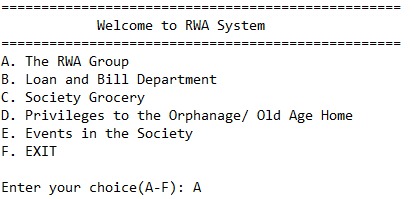 ==================================================
Welcome to RWA System
==================================================
A. The RWA Group
B. Loan and Bill Department
C. Society Grocery
D. Privileges to the Orphanage/ Old Age Home
E. Events in the Society
F. EXIT
Enter your choice(A-F): A